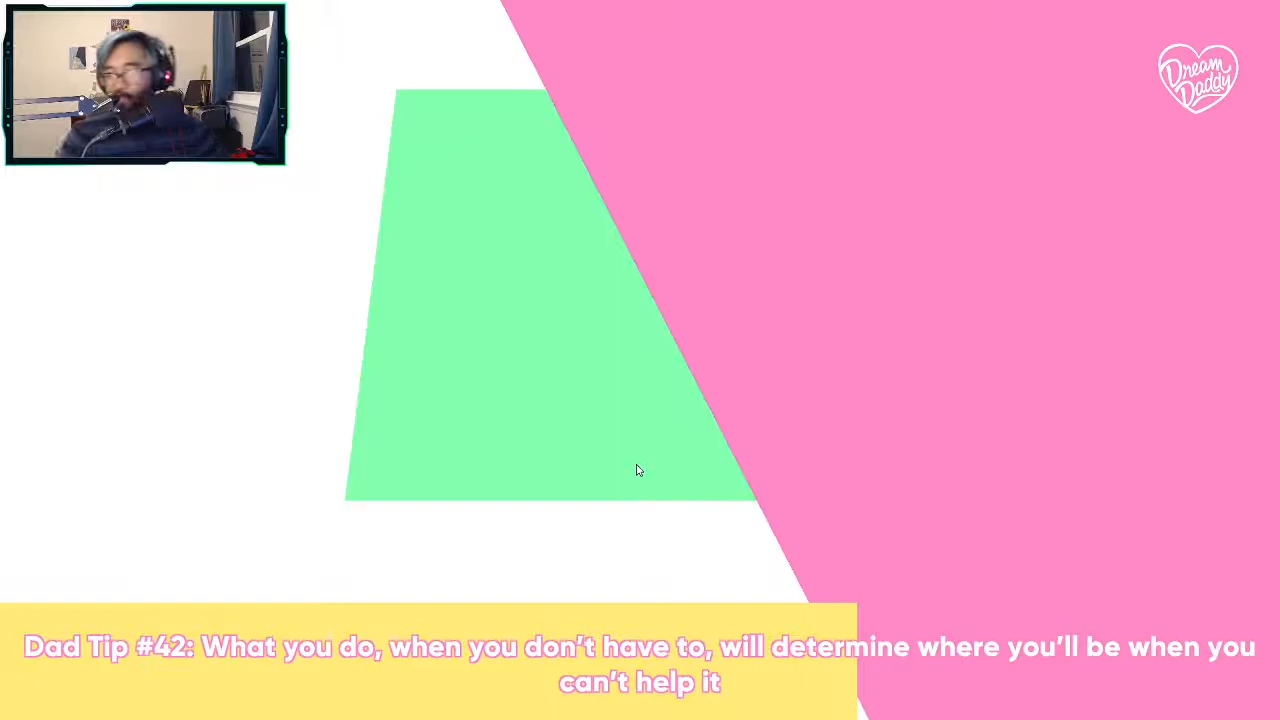 Dream
Daddy
Dad Tip #42: What you do, when you don't have to, will determine where you'll be when you
can't help it